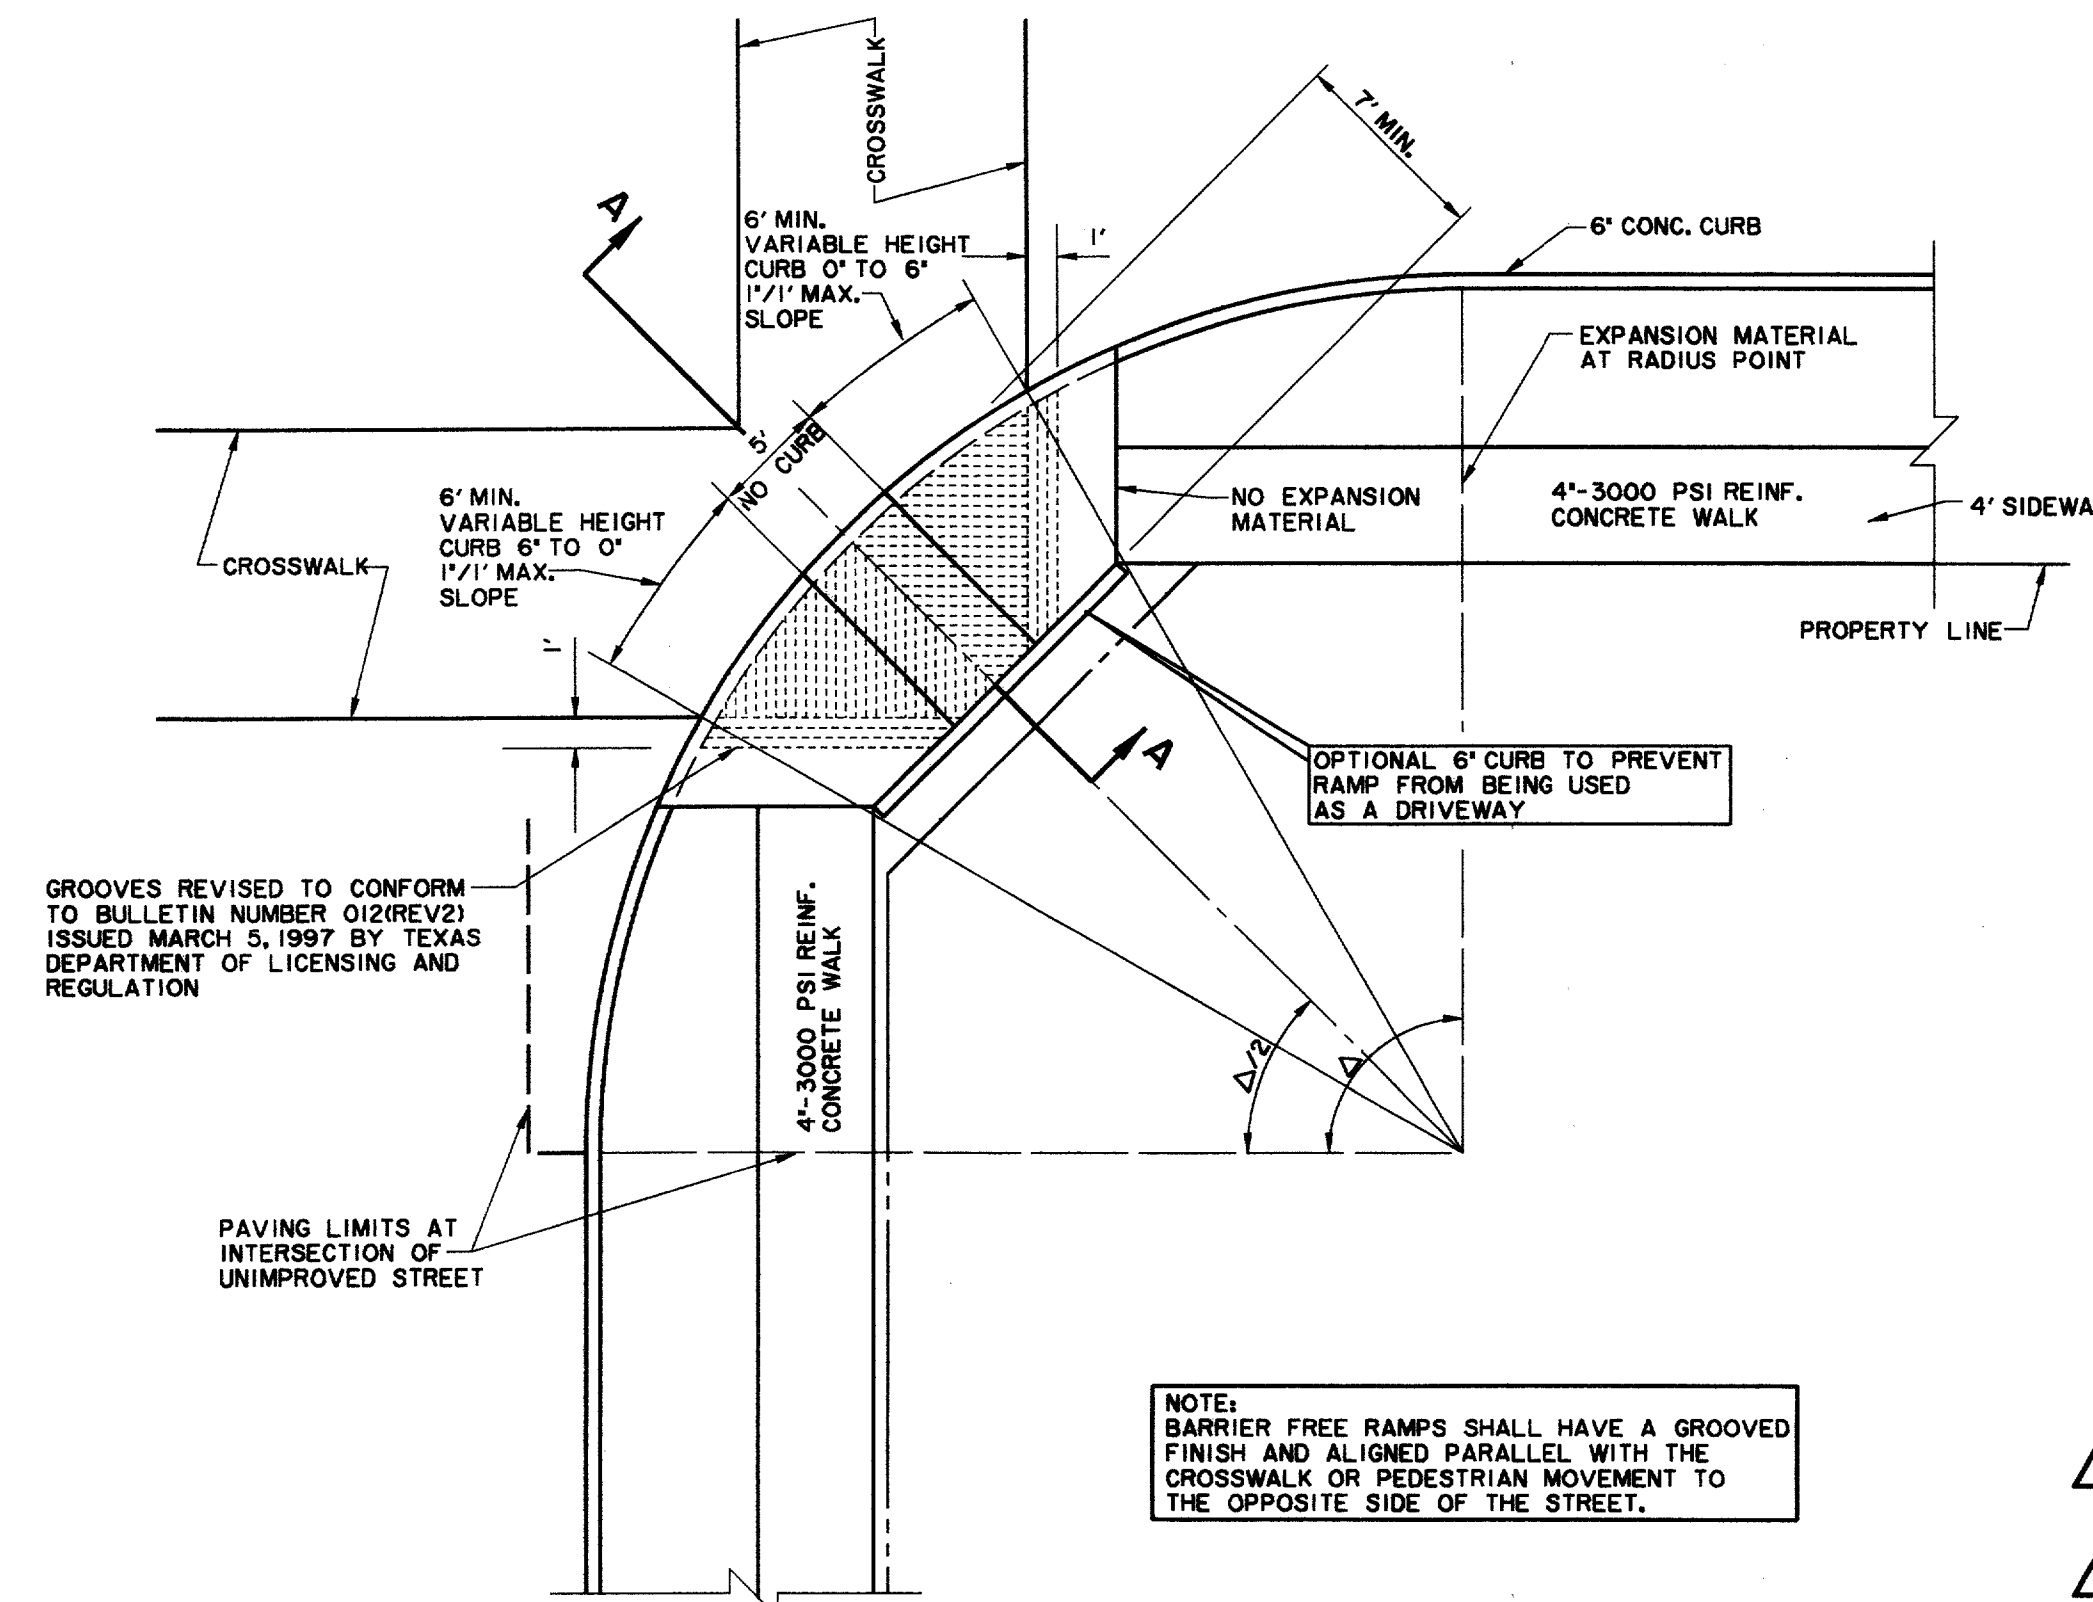 CROSSWALK
7' MIN.
A
6' MIN.
VARIABLE HEIGHT
CURB 0" TO 6"
1"/1' MAX.
SLOPE
1'
6" CONC. CURB
EXPANSION MATERIAL
AT RADIUS POINT
5'
NO CURB
6' MIN.
VARIABLE HEIGHT
CURB 6" TO 0"
1"/1' MAX.
SLOPE
CROSSWALK
NO EXPANSION
MATERIAL
4"-3000 PSI REINF.
CONCRETE WALK
4' SIDEWA
PROPERTY LINE
1'
A
OPTIONAL 6" CURB TO PREVENT
RAMP FROM BEING USED
AS A DRIVEWAY
GROOVES REVISED TO CONFORM
TO BULLETIN NUMBER 012(REV2)
ISSUED MARCH 5, 1997 BY TEXAS
DEPARTMENT OF LICENSING AND
REGULATION
4"-3000 PSI REINF.
CONCRETE WALK
Δ/2
Δ
PAVING LIMITS AT
INTERSECTION OF
UNIMPROVED STREET
NOTE:
BARRIER FREE RAMPS SHALL HAVE A GROOVED
FINISH AND ALIGNED PARALLEL WITH THE
CROSSWALK OR PEDESTRIAN MOVEMENT TO
THE OPPOSITE SIDE OF THE STREET.